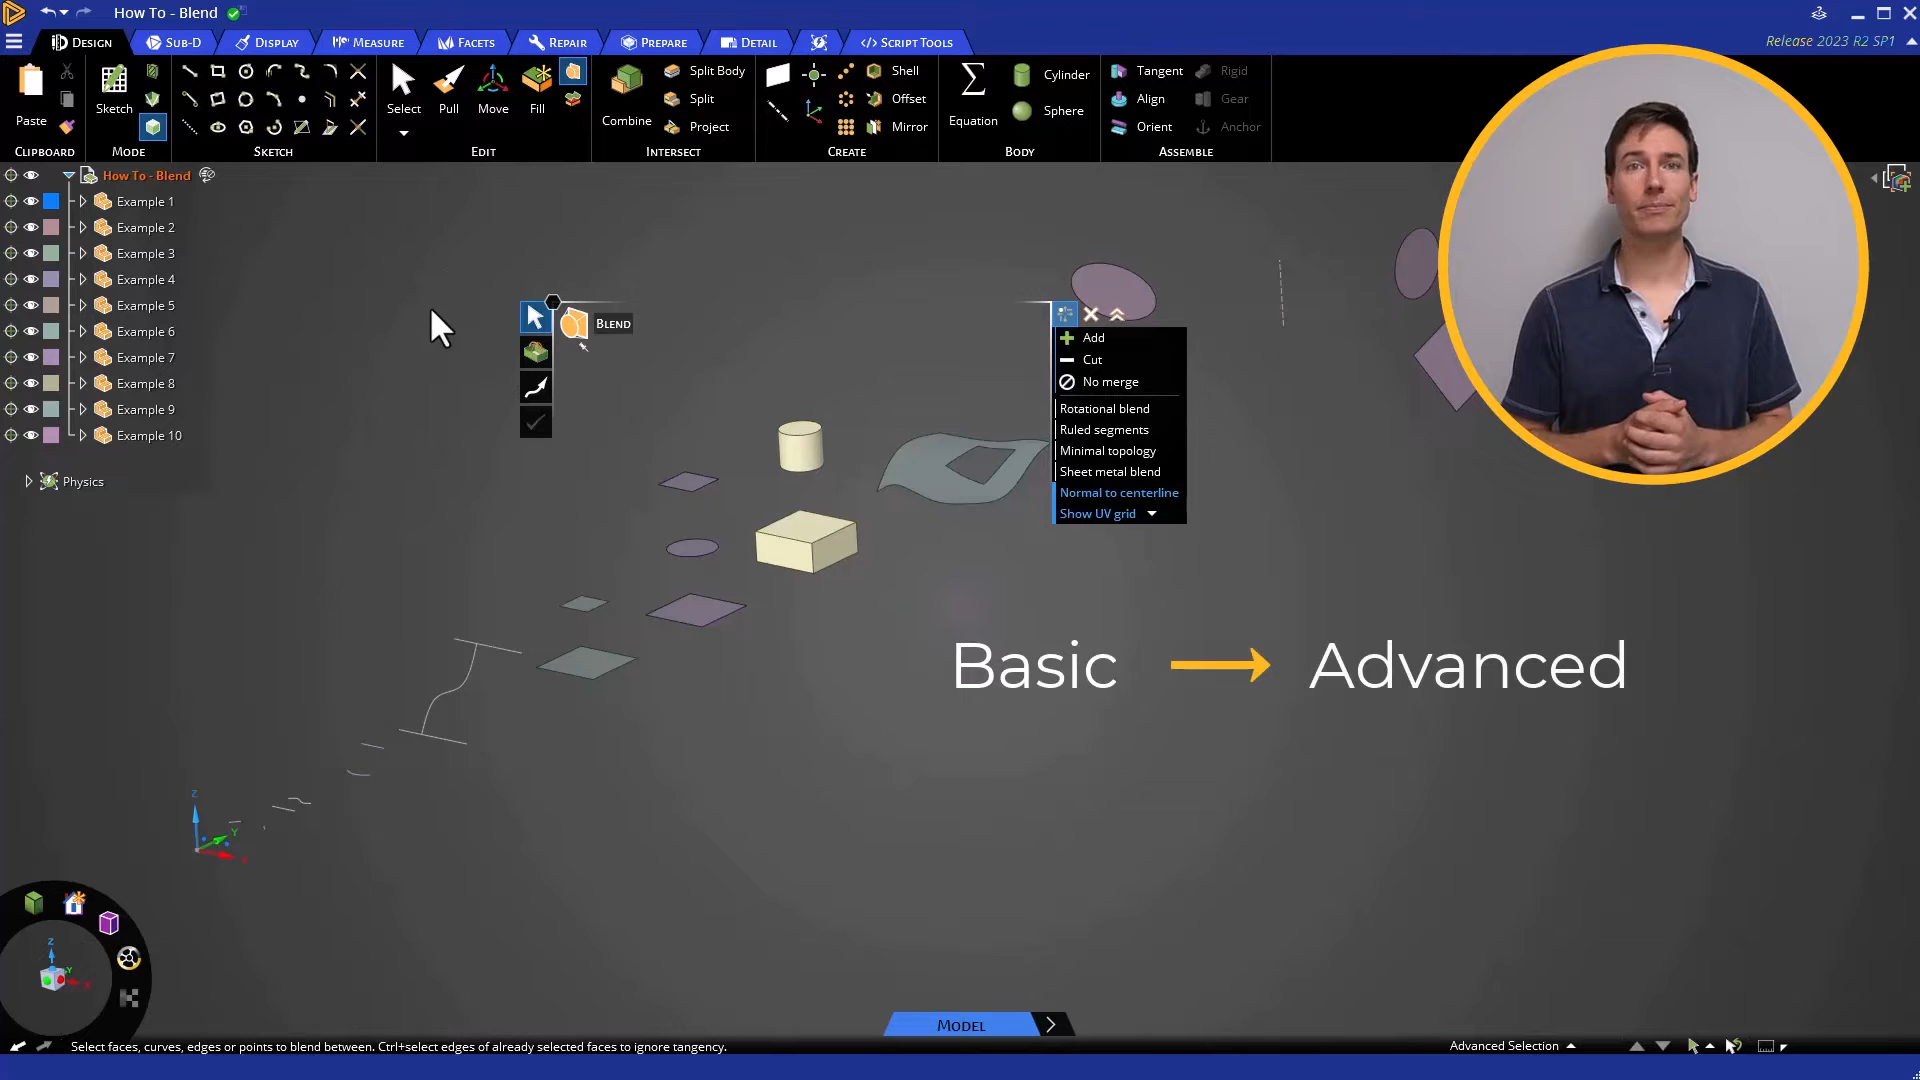 How To - Blend
Design
Sub-D
Display
Measure
Facets
Repair
Prepare
Detail
</> Script Tools
Release 2023 R2 SP1
Paste
Sketch
Select
Pull
Move
Fill
Combine
Split Body
Split
Project
Shell
Offset
Mirror
Equation
Cylinder
Sphere
Tangent
Align
Orient
Rigid
Gear
Anchor
Clipboard
Mode
Sketch
Edit
Intersect
Create
Body
Assemble
How To - Blend
Example 1
Example 2
Example 3
Example 4
Example 5
Example 6
Example 7
Example 8
Example 9
Example 10
Physics
Blend
Add
Cut
No merge
Rotational blend
Ruled segments
Minimal topology
Sheet metal blend
Normal to centerline
Show UV grid
Basic → Advanced
Z
Y
X
Z
Y
X
Model
Select faces, curves, edges or points to blend between. Ctrl+select edges of already selected faces to ignore tangency.
Advanced Selection